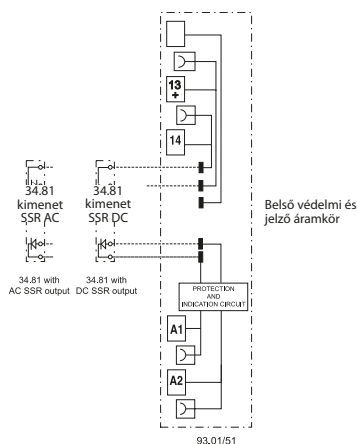 13
+
14
34.81
kimenet
SSR AC
34.81
kimenet
SSR DC
Belső védelmi és
jelző áramkör
34.81 with
AC SSR output
34.81 with
DC SSR output
PROTECTION
AND
INDICATION CIRCUIT
A1
A2
93.01/51